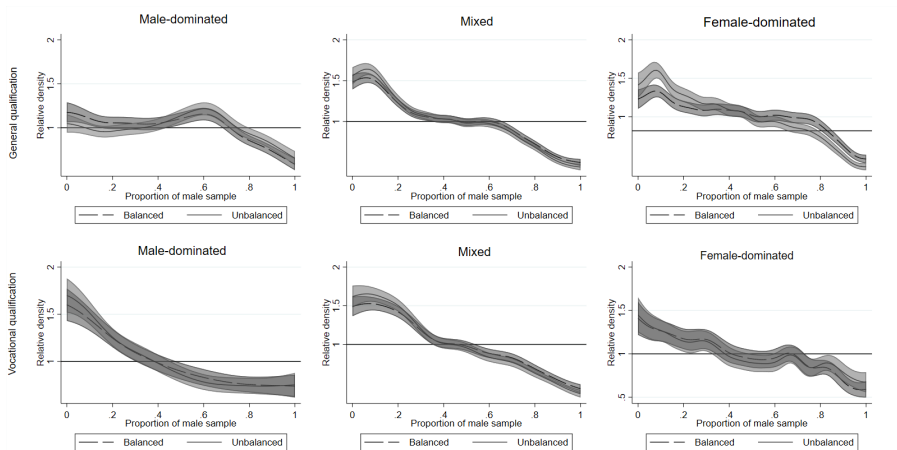 Male-dominated
Mixed
Female-dominated
General qualification
Relative density
2
1.5
1
0 .2 .4 .6 .8 1
Proportion of male sample
Balanced Unbalanced
Relative density
2
1.5
1
0 .2 .4 .6 .8 1
Proportion of male sample
Balanced Unbalanced
Relative density
2
1.5
1
0 .2 .4 .6 .8 1
Proportion of male sample
Balanced Unbalanced
Male-dominated
Mixed
Female-dominated
Vocational qualification
Relative density
2
1.5
1
0 .2 .4 .6 .8 1
Proportion of male sample
Balanced Unbalanced
Relative density
2
1.5
1
0 .2 .4 .6 .8 1
Proportion of male sample
Balanced Unbalanced
Relative density
2
1.5
1
.5
0 .2 .4 .6 .8 1
Proportion of male sample
Balanced Unbalanced